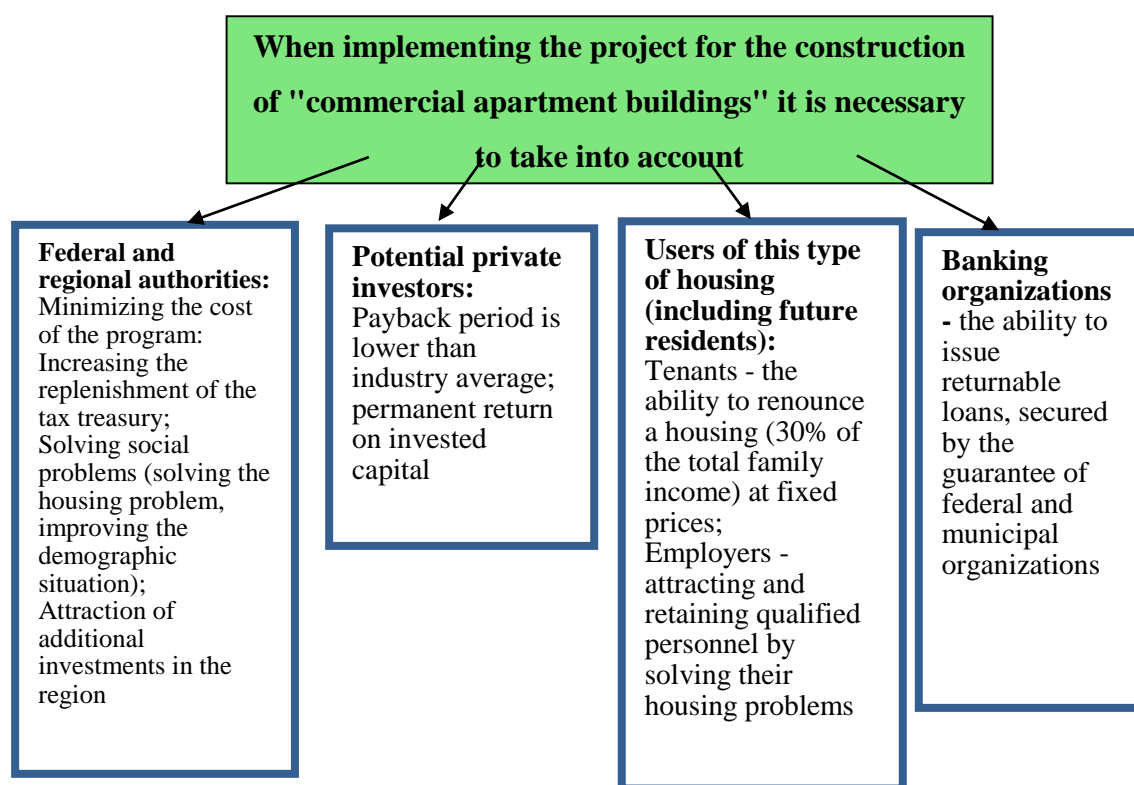 When implementing the project for the construction
of "commercial apartment buildings" it is necessary
to take into account
Federal and
regional authorities:
Minimizing the cost
of the program:
Increasing the
replenishment of the
tax treasury;
Solving social
problems (solving the
housing problem,
improving the
demographic
situation);
Attraction of
additional
investments in the
region
Potential private
investors:
Payback period is
lower than
industry average;
permanent return
on invested
capital
Users of this type
of housing
(including future
residents):
Tenants - the
ability to renounce
a housing (30% of
the total family
income) at fixed
prices;
Employers -
attracting and
retaining qualified
personnel by
solving their
housing problems
Banking
organizations
- the ability to
issue
returnable
loans, secured
by the
guarantee of
federal and
municipal
organizations